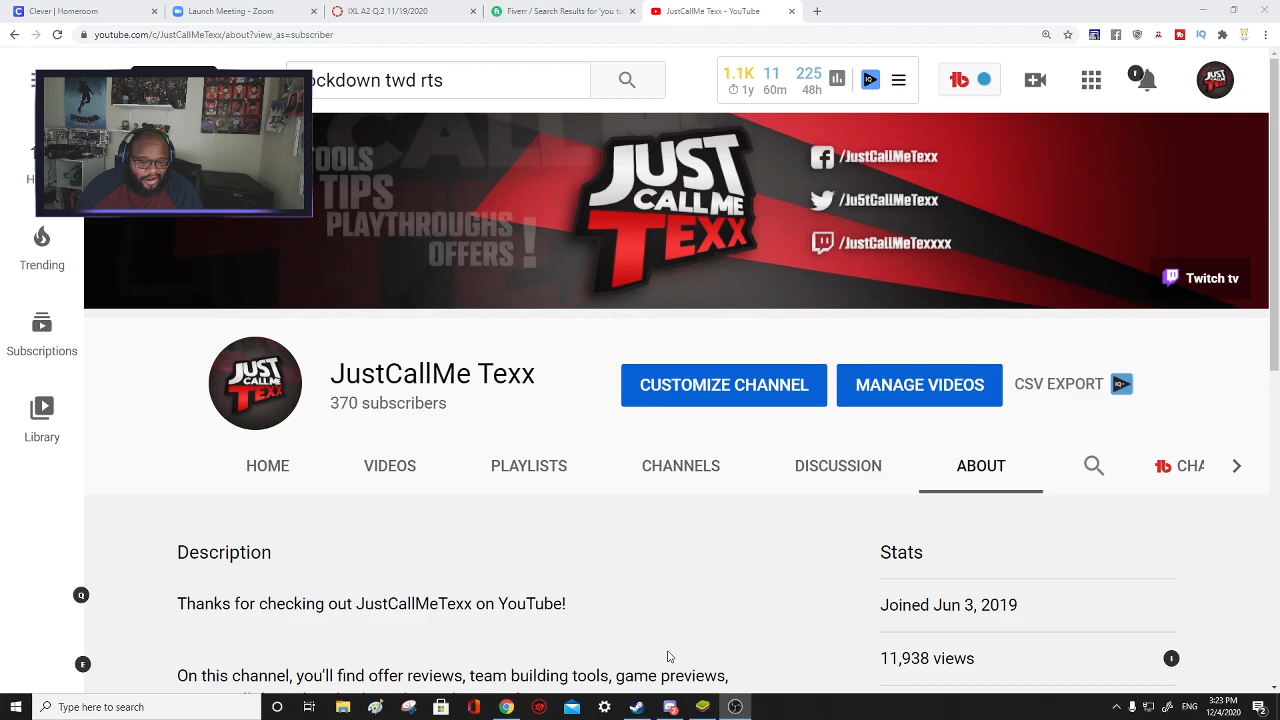 Clever | Homeroom
Launch Meeting - Zoom
IXL A2 Q.2 11/19/2020
Fiverr / Search Results for 'you tu
JustCallMe Texx - YouTube
youtube.com/c/JustCallMeTexx/about?view_as=subscriber
ockdown twd rts
1.1K 11 225
1y 60m 48h
TOOLS
TIPS
PLAYTHROUGHS
OFFERS!
JUST
CALL ME
TEXX
/JustCallMeTexx
/Ju5tCallMeTexx
/JustCallMeTexxxx
Twitch tv
Trending
Subscriptions
Library
JustCallMe Texx
370 subscribers
CUSTOMIZE CHANNEL
MANAGE VIDEOS
CSV EXPORT
HOME
VIDEOS
PLAYLISTS
CHANNELS
DISCUSSION
ABOUT
CHA
Description
Stats
Thanks for checking out JustCallMeTexx on YouTube!
Joined Jun 3, 2019
11,938 views
On this channel, you'll find offer reviews, team building tools, game previews,
Q
E
I
Type here to search
3:23 PM
12/4/2020